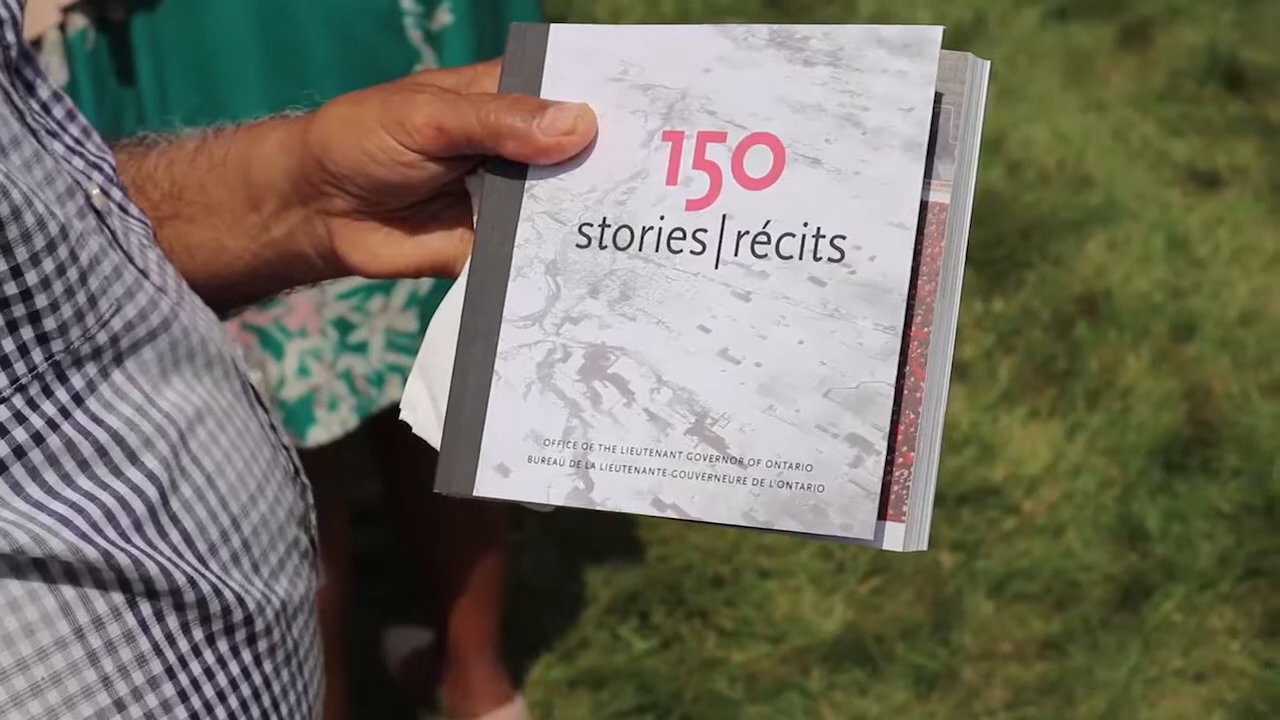 150
stories|récits
OFFICE OF THE LIEUTENANT GOVERNOR OF ONTARIO
BUREAU DE LA LIEUTENANTE-GOUVERNEURE DE L'ONTARIO